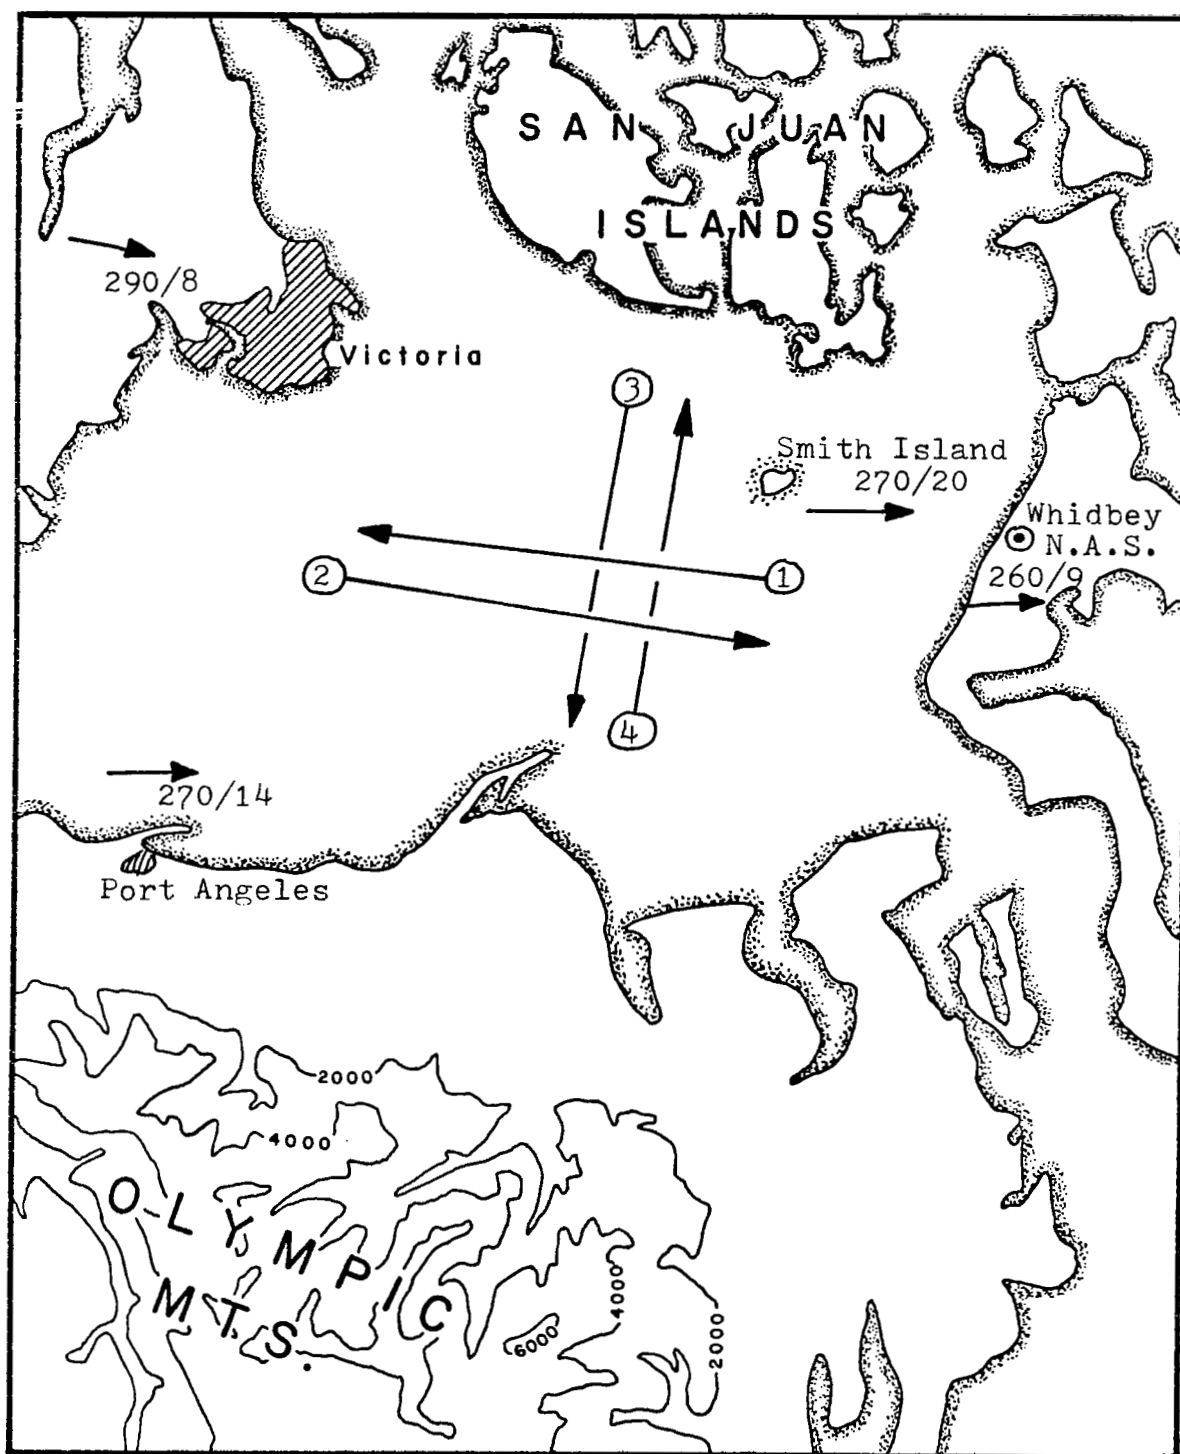 SAN JUAN
ISLANDS
290/8
Victoria
3
Smith Island
270/20
Whidbey
N.A.S.
260/9
2
1
4
270/14
Port Angeles
2000
4000
OLYMPIC
MTS.
6000
4000
2000